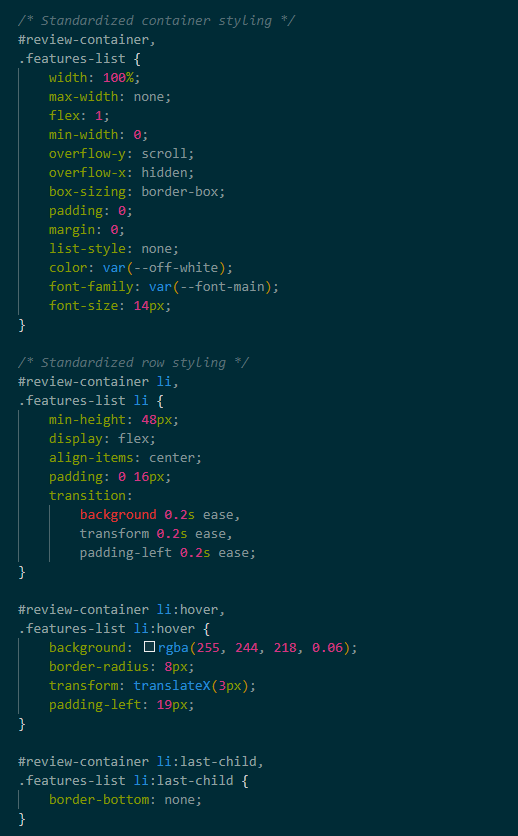 /* Standardized container styling */
#review-container,
.features-list {
    width: 100%;
    max-width: none;
    flex: 1;
    min-width: 0;
    overflow-y: scroll;
    overflow-x: hidden;
    box-sizing: border-box;
    padding: 0;
    margin: 0;
    list-style: none;
    color: var(--off-white);
    font-family: var(--font-main);
    font-size: 14px;
}

/* Standardized row styling */
#review-container li,
.features-list li {
    min-height: 48px;
    display: flex;
    align-items: center;
    padding: 0 16px;
    transition:
        background 0.2s ease,
        transform 0.2s ease,
        padding-left 0.2s ease;
}

#review-container li:hover,
.features-list li:hover {
    background: rgba(255, 244, 218, 0.06);
    border-radius: 8px;
    transform: translateX(3px);
    padding-left: 19px;
}

#review-container li:last-child,
.features-list li:last-child {
    border-bottom: none;
}